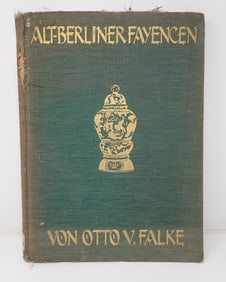 ALT-BERLINER FAYENCEN
VON OTTO V. FALKE